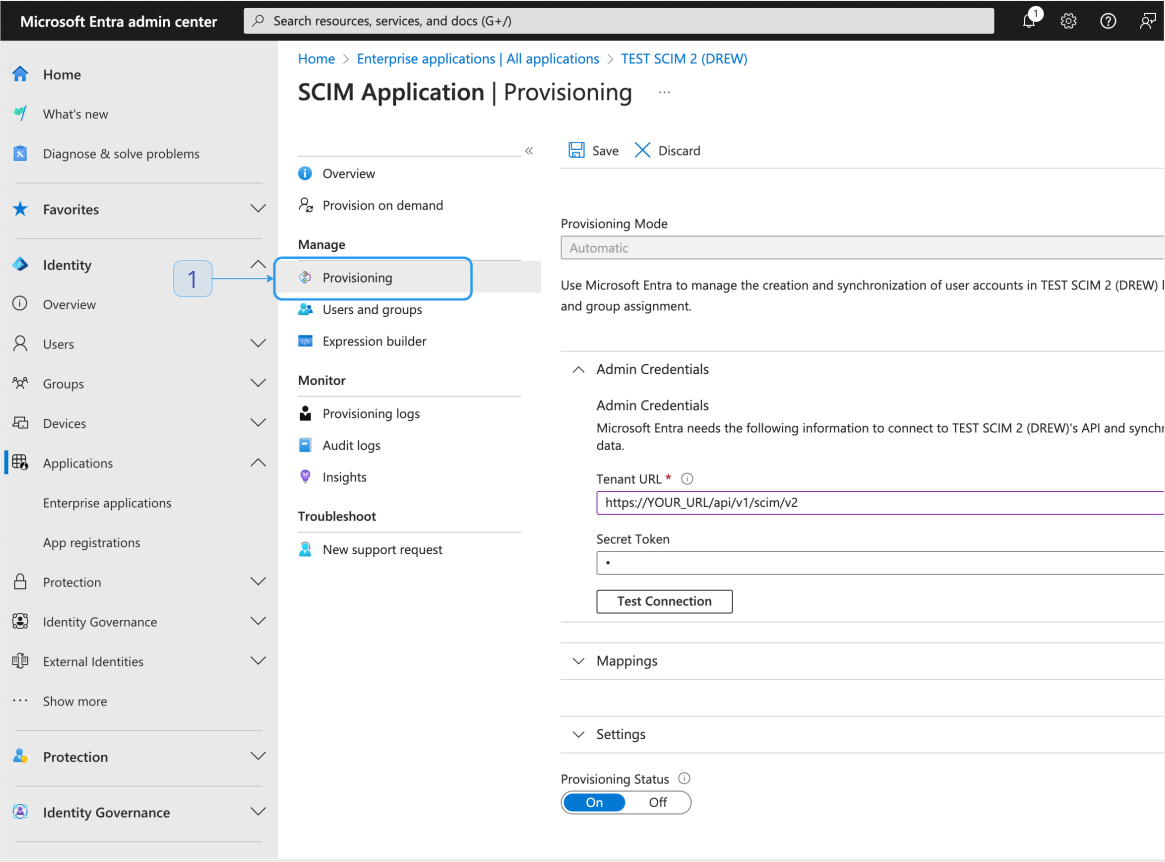 Microsoft Entra admin center
Search resources, services, and docs (G+/)
1
Home
What's new
Diagnose & solve problems
Favorites
Identity
Overview
Users
Groups
Devices
Applications
Enterprise applications
App registrations
Protection
Identity Governance
External Identities
Show more
Protection
Identity Governance
Home > Enterprise applications | All applications > TEST SCIM 2 (DREW)
SCIM Application | Provisioning ...
Overview
Provision on demand
Manage
1
Provisioning
Users and groups
Expression builder
Monitor
Provisioning logs
Audit logs
Insights
Troubleshoot
New support request
Save
Discard
Provisioning Mode
Automatic
Use Microsoft Entra to manage the creation and synchronization of user accounts in TEST SCIM 2 (DREW)
and group assignment.
Admin Credentials
Admin Credentials
Microsoft Entra needs the following information to connect to TEST SCIM 2 (DREW)'s API and synchr
data.
Tenant URL *
https://YOUR_URL/api/v1/scim/v2
Secret Token
•
Test Connection
Mappings
Settings
Provisioning Status
On Off